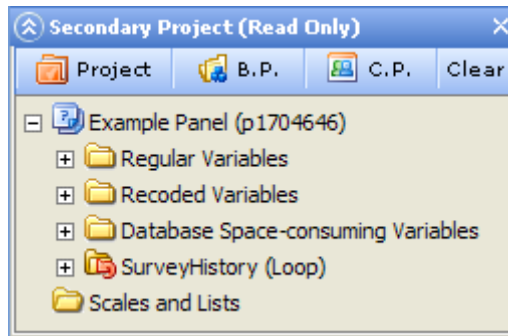 Secondary Project (Read Only)
Project B.P. C.P. Clear
Example Panel (p1704646)
Regular Variables
Recoded Variables
Database Space-consuming Variables
SurveyHistory (Loop)
Scales and Lists